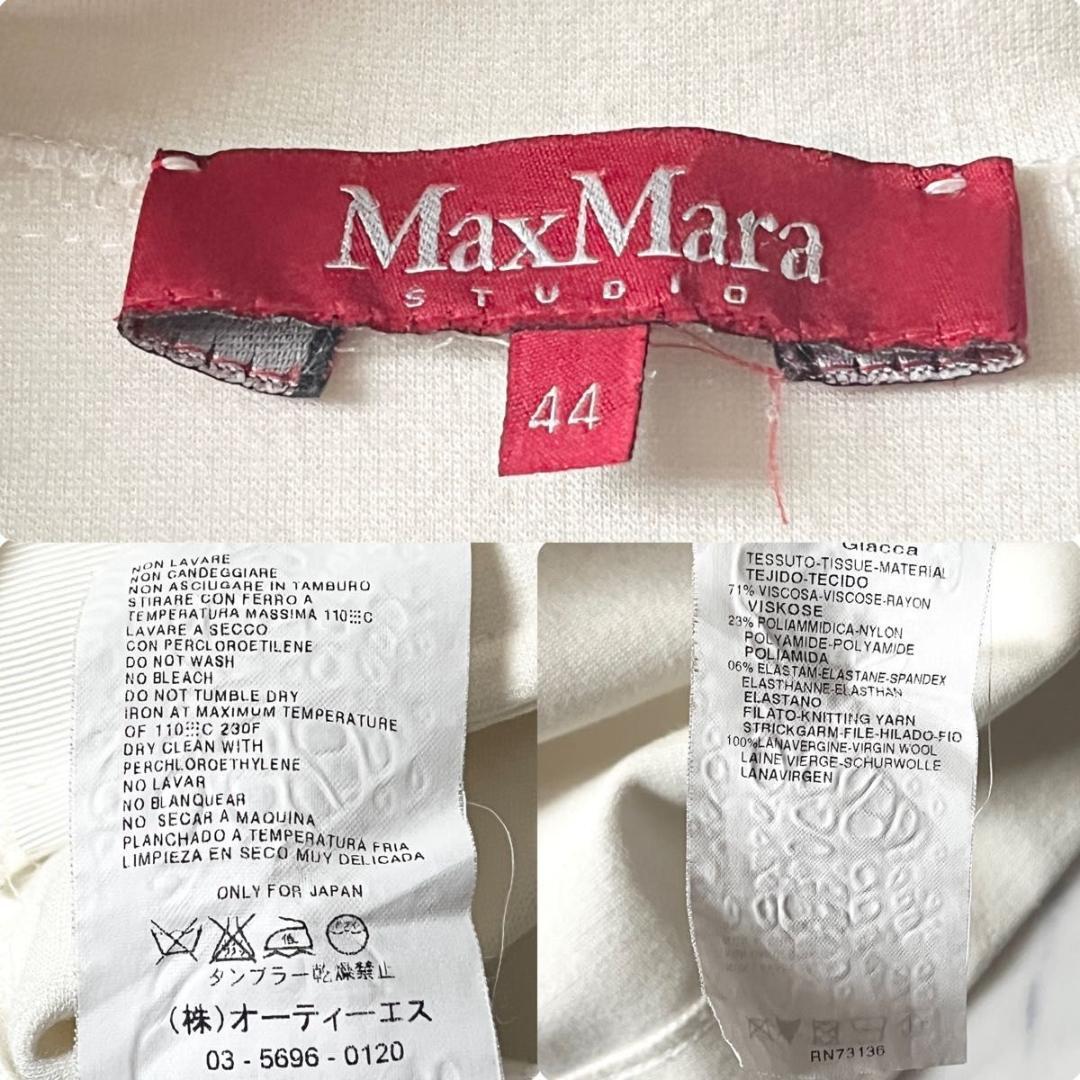 MaxMara
STUDIO
44
NON LAVARE
NON CANDEGGIARE
NON ASCIUGARE IN TAMBURO
STIRARE CON FERRO A
TEMPERATURA MASSIMA 110 C
LAVARE A SECCO
CON PERCLOROETILENE
DO NOT WASH
NO BLEACH
DO NOT TUMBLE DRY
IRON AT MAXIMUM TEMPERATURE
OF 110 C 230F
DRY CLEAN WITH
PERCHLOROETHYLENE
NO LAVAR
NO BLANQUEAR
NO SECAR A MAQUINA
PLANCHADO A TEMPERATURA FRIA
LIMPIEZA EN SECO MUY DELICADA
ONLY FOR JAPAN
低
タンブラー乾燥禁止
(株)オーティーエス
03-5696-0120
Giacca
TESSUTO-TISSUE-MATERIAL
TEJIDO-TECIDO
71% VISCOSA-VISCOSE-RAYON
VISKOSE
23% POLIAMMIDICA-NYLON
POLYAMIDE-POLYAMIDE
POLIAMIDA
06% ELASTAM-ELASTANE-SPANDEX
ELASTHANNE-ELASTHAN
ELASTANO
FILATO-KNITTING YARN
STRICKGARM-FILE-HILADO-FIO
100%LANAVERGINE-VIRGIN WOOL
LAINE VIERGE-SCHURWOLLE
LANAVIRGEN
RN73136